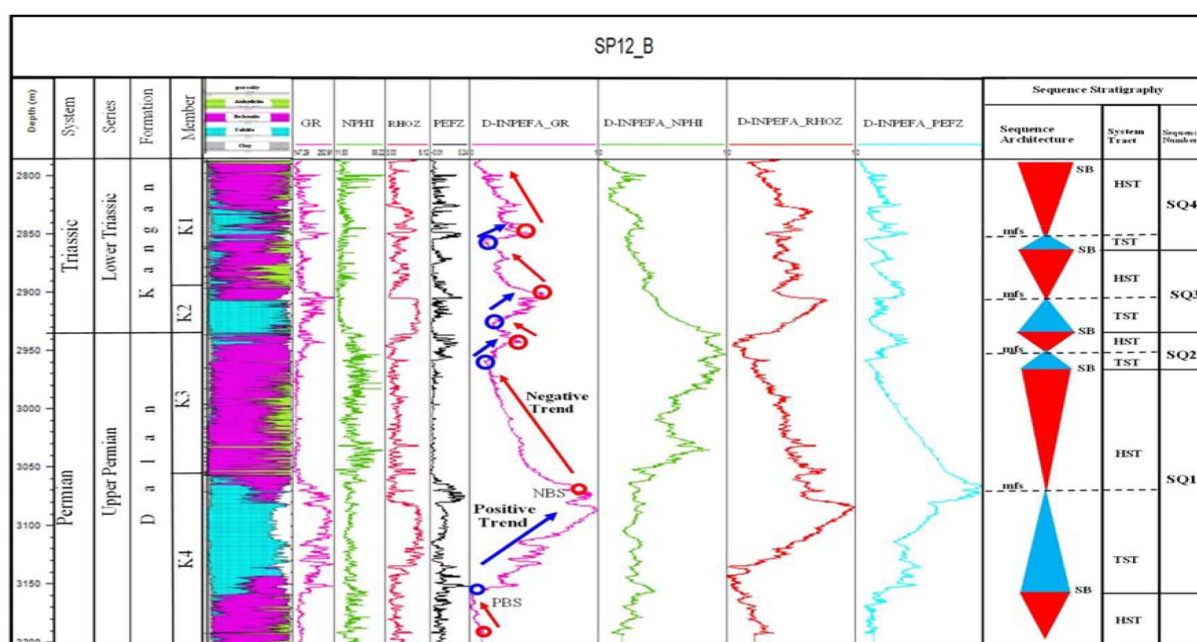 SP12_B
Depth (m)
System
Series
Formation
Member
porosity
Anhydrite
Dolomite
Calcite
Clay
GR
NPHI
RHOZ
PEFZ
D-INPEFA_GR
D-INPEFA_NPHI
D-INPEFA_RHOZ
D-INPEFA_PEFZ
Sequence Stratigraphy
Sequence Architecture
System Tract
Sequence Number
2800
2850
2900
2950
3000
3050
3100
3150
3200
Triassic
Permian
Lower Triassic
Upper Permian
Kangan
Dalan
K1
K2
K3
K4
Negative Trend
NBS
Positive Trend
PBS
SB
HST
SQ4
mfs
TST
SB
HST
SQ3
mfs
TST
SB
HST
SQ2
mfs
TST
SB
HST
SQ1
mfs
TST
SB
HST